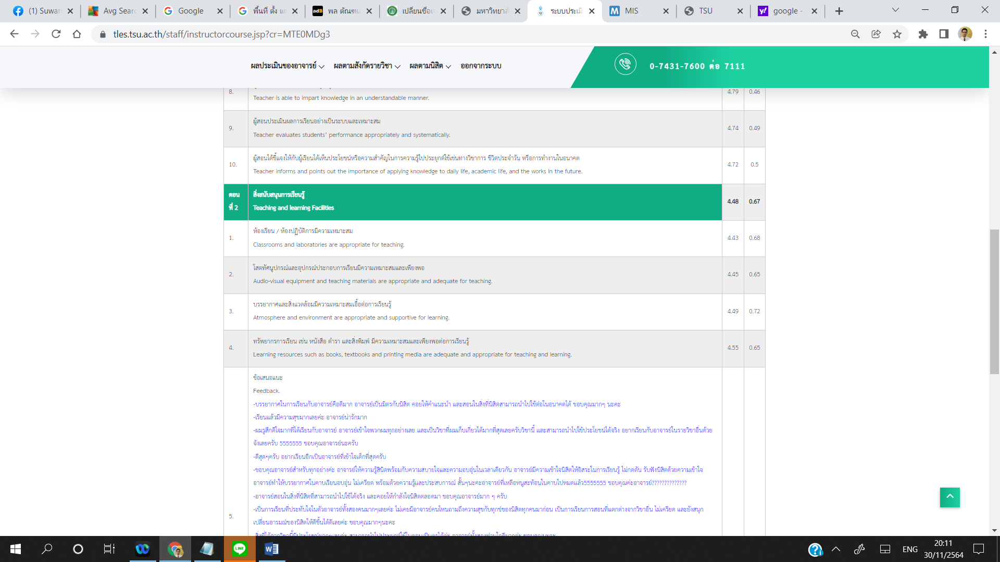 (1) Suwan
Avg Searc
Google
พื้นที่ ตั้ง แต
พล ตัณฑเส
เปลี่ยนชื่อเ
มหาวิทยาลั
ระบบประเมิ
MIS
TSU
google -
tles.tsu.ac.th/staff/instructorcourse.jsp?cr=MTE0MDg3
ผลประเมินของอาจารย์
ผลตามสังกัดรายวิชา
ผลตามนิสิต
ออกจากระบบ
0-7431-7600 ต่อ 7111
8.
Teacher is able to impart knowledge in an understandable manner.
4.79 0.46
9.
ผู้สอนประเมินผลการเรียนอย่างเป็นระบบและเหมาะสม
Teacher evaluates students’ performance appropriately and systematically.
4.74 0.49
10.
ผู้สอนได้ชี้แจงให้กับผู้เรียนได้เห็นประโยชน์หรือความสำคัญในการความรู้ไปประยุกต์ใช้เช่นทางวิชาการ ชีวิตประจำวัน หรือการทำงานในอนาคต
Teacher informs and points out the importance of applying knowledge to daily life, academic life, and the works in the future.
4.72 0.5
ตอน
ที่ 2
สิ่งสนับสนุนการเรียนรู้
Teaching and learning Facilities
4.48 0.67
1.
ห้องเรียน / ห้องปฏิบัติการมีความเหมาะสม
Classrooms and laboratories are appropriate for teaching.
4.43 0.68
2.
โสตทัศนูปกรณ์และอุปกรณ์ประกอบการเรียนมีความเหมาะสมและเพียงพอ
Audio-visual equipment and teaching materials are appropriate and adequate for teaching.
4.45 0.65
3.
บรรยากาศและสิ่งแวดล้อมมีความเหมาะสมเอื้อต่อการเรียนรู้
Atmosphere and environment are appropriate and supportive for learning.
4.49 0.72
4.
ทรัพยากรการเรียน เช่น หนังสือ ตำรา และสิ่งพิมพ์ มีความเหมาะสมและเพียงพอต่อการเรียนรู้
Learning resources such as books, textbooks and printing media are adequate and appropriate for teaching and learning.
4.55 0.65
5.
ข้อเสนอแนะ
Feedback.
-บรรยากาศในการเรียนกับอาจารย์คือดีมาก อาจารย์เป็นมิตรกับนิสิต คอยให้คำแนะนำ และสอนในสิ่งที่นิสิตสามารถนำไปใช้ต่อในอนาคตได้ ขอบคุณมากๆ นะคะ
-เรียนแล้วมีความสุขมากเลยค่ะ อาจารย์น่ารักมาก
-ผมรู้สึกดีใจมากที่ได้เรียนกับอาจารย์ อาจารย์เข้าใจพวกผมทุกอย่างเลย และเป็นวิชาที่ผมเก็บเกี่ยวได้มากที่สุดเลยครับวิชานี้ และสามารถนำไปใช้ประโยชน์ได้จริง อยากเรียนกับอาจารย์ในรายวิชาอื่นด้วย
จังเลยครับ 5555555 ขอบคุณอาจารย์นะครับ
-ดีสุดๆครับ อยากเรียนอีกเป็นอาจารย์ที่เข้าใจเด็กที่สุดครับ
-ขอบคุณอาจารย์สำหรับทุกอย่างค่ะ อาจารย์ให้ความรู้สินิตพร้อมกับความสบายใจและความอบอุ่นในเวลาเดียวกัน อาจารย์มีความเข้าใจนิสิตให้อิสระในการเรียนรู้ ไม่กดดัน รับฟังนิสิตด้วยความเข้าใจ
อาจารย์ทำให้บรรยากาศในคาบเรียนอบอุ่น ไม่เครียด พร้อมด้วยความรู้และประสบการณ์ สั้นๆนะคะอาจารย์ที่เหลือหนูสะท้อนในคาบไปหมดแล้ว5555555 ขอบคุณค่ะอาจารย์??????????????
-อาจารย์สอนในสิ่งที่นิสิตที่สามารถนำไปใช้ได้จริง และคอยให้กำลังใจนิสิตตลอดมา ขอบคุณอาจารย์มาก ๆ ครับ
-เป็นการเรียนที่ประทับใจในตัวอาจารย์ทั้งสองคนมากๆเลยค่ะ ไม่เคยมีอาจารย์คนไหนถามถึงความสุขกับทุกข์ของนิสิตทุกคนมาก่อน เป็นการเรียนการสอนที่แตกต่างจากวิชาอื่น ไม่เครียด และยังสนุก
เปลี่ยนอารมณ์ของนิสิตให้ดีขึ้นได้ดีเลยค่ะ ขอบคุณมากๆนะคะ
ENG
20:11
30/11/2564